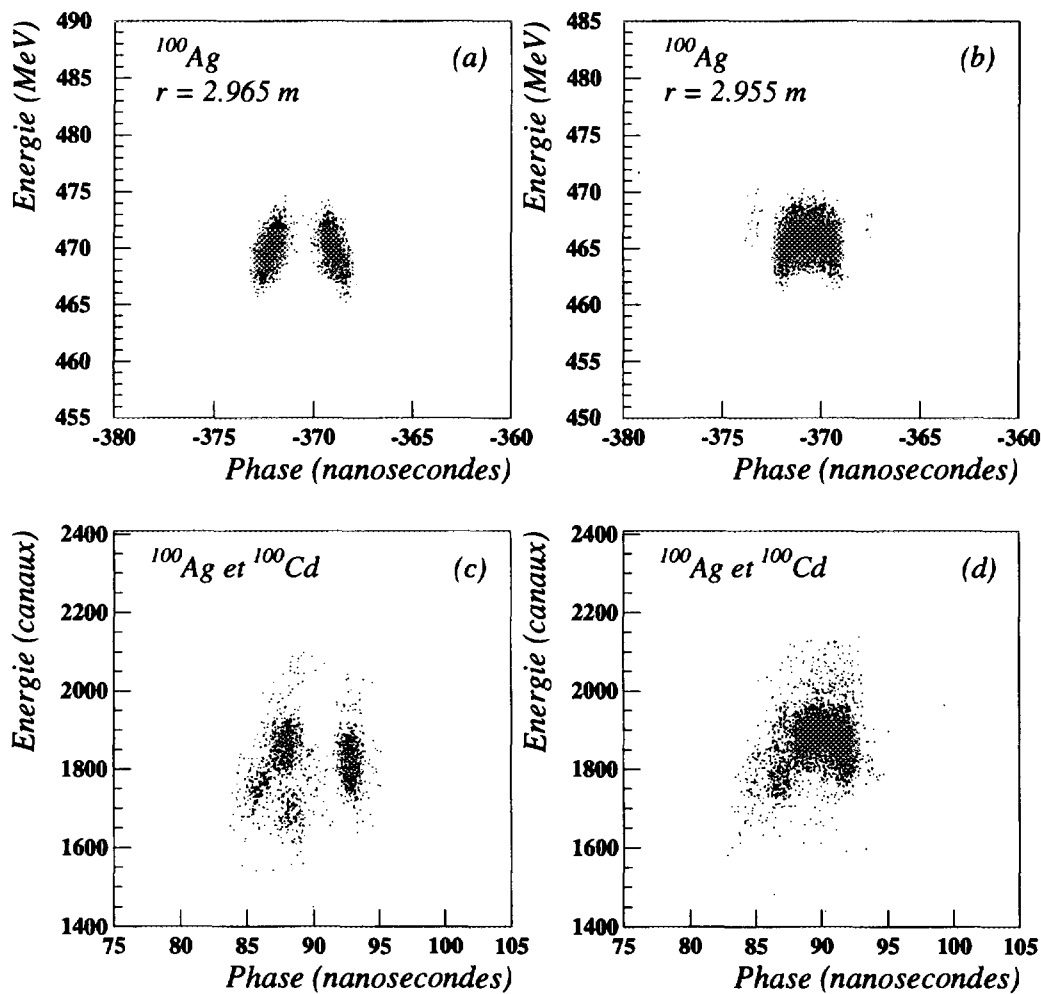 490
485
480
475
470
465
460
455
Energie (MeV)
100Ag
r = 2.965 m
(a)
-380 -375 -370 -365 -360
Phase (nanosecondes)
485
480
475
470
465
460
455
450
Energie (MeV)
100Ag
r = 2.955 m
(b)
-380 -375 -370 -365 -360
Phase (nanosecondes)
2400
2200
2000
1800
1600
1400
Energie (canaux)
100Ag et 100Cd
(c)
75 80 85 90 95 100 105
Phase (nanosecondes)
2400
2200
2000
1800
1600
1400
Energie (canaux)
100Ag et 100Cd
(d)
75 80 85 90 95 100 105
Phase (nanosecondes)